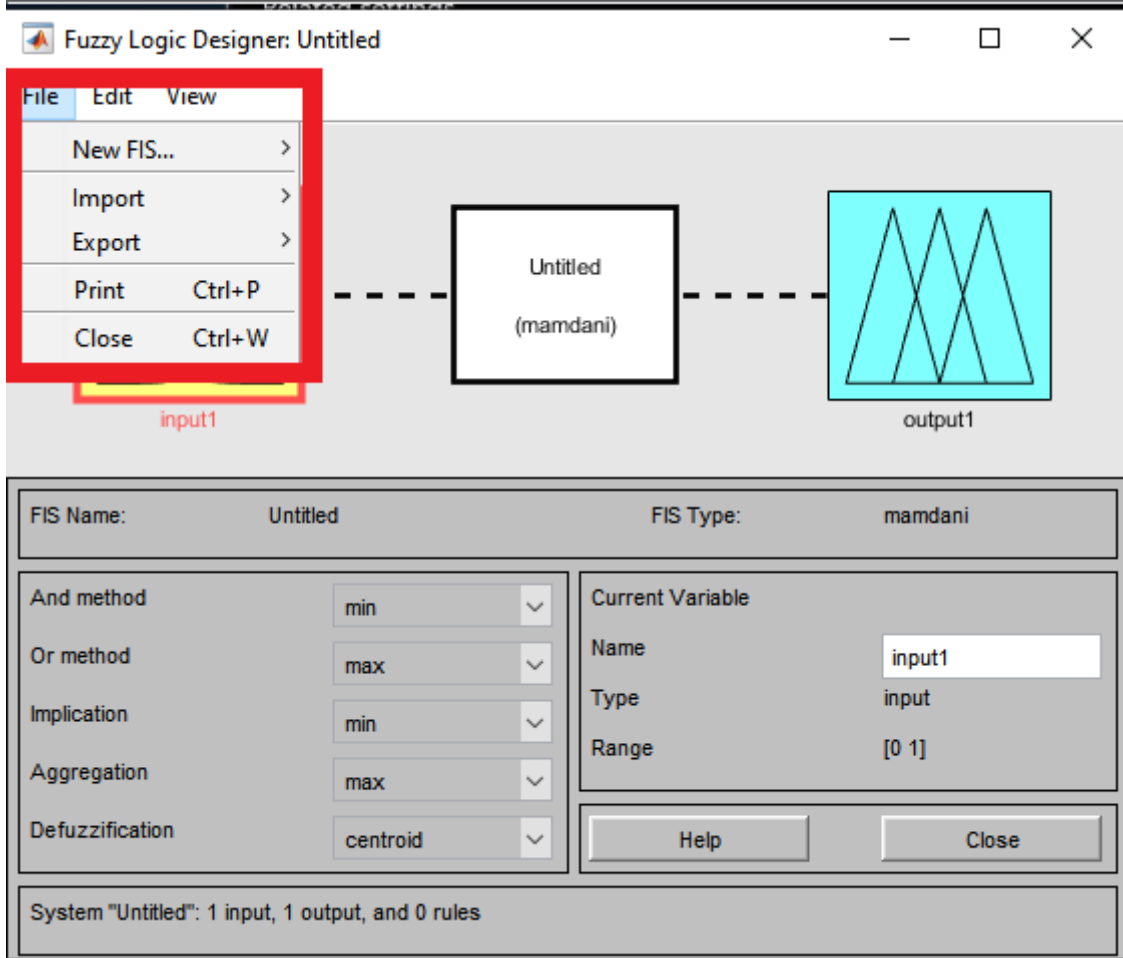 Related settings
Fuzzy Logic Designer: Untitled
File Edit View
New FIS...
Import
Export
Print Ctrl+P
Close Ctrl+W
Untitled
(mamdani)
input1
output1
FIS Name: Untitled FIS Type: mamdani
And method min
Or method max
Implication min
Aggregation max
Defuzzification centroid
Current Variable
Name input1
Type input
Range [0 1]
Help Close
System "Untitled": 1 input, 1 output, and 0 rules